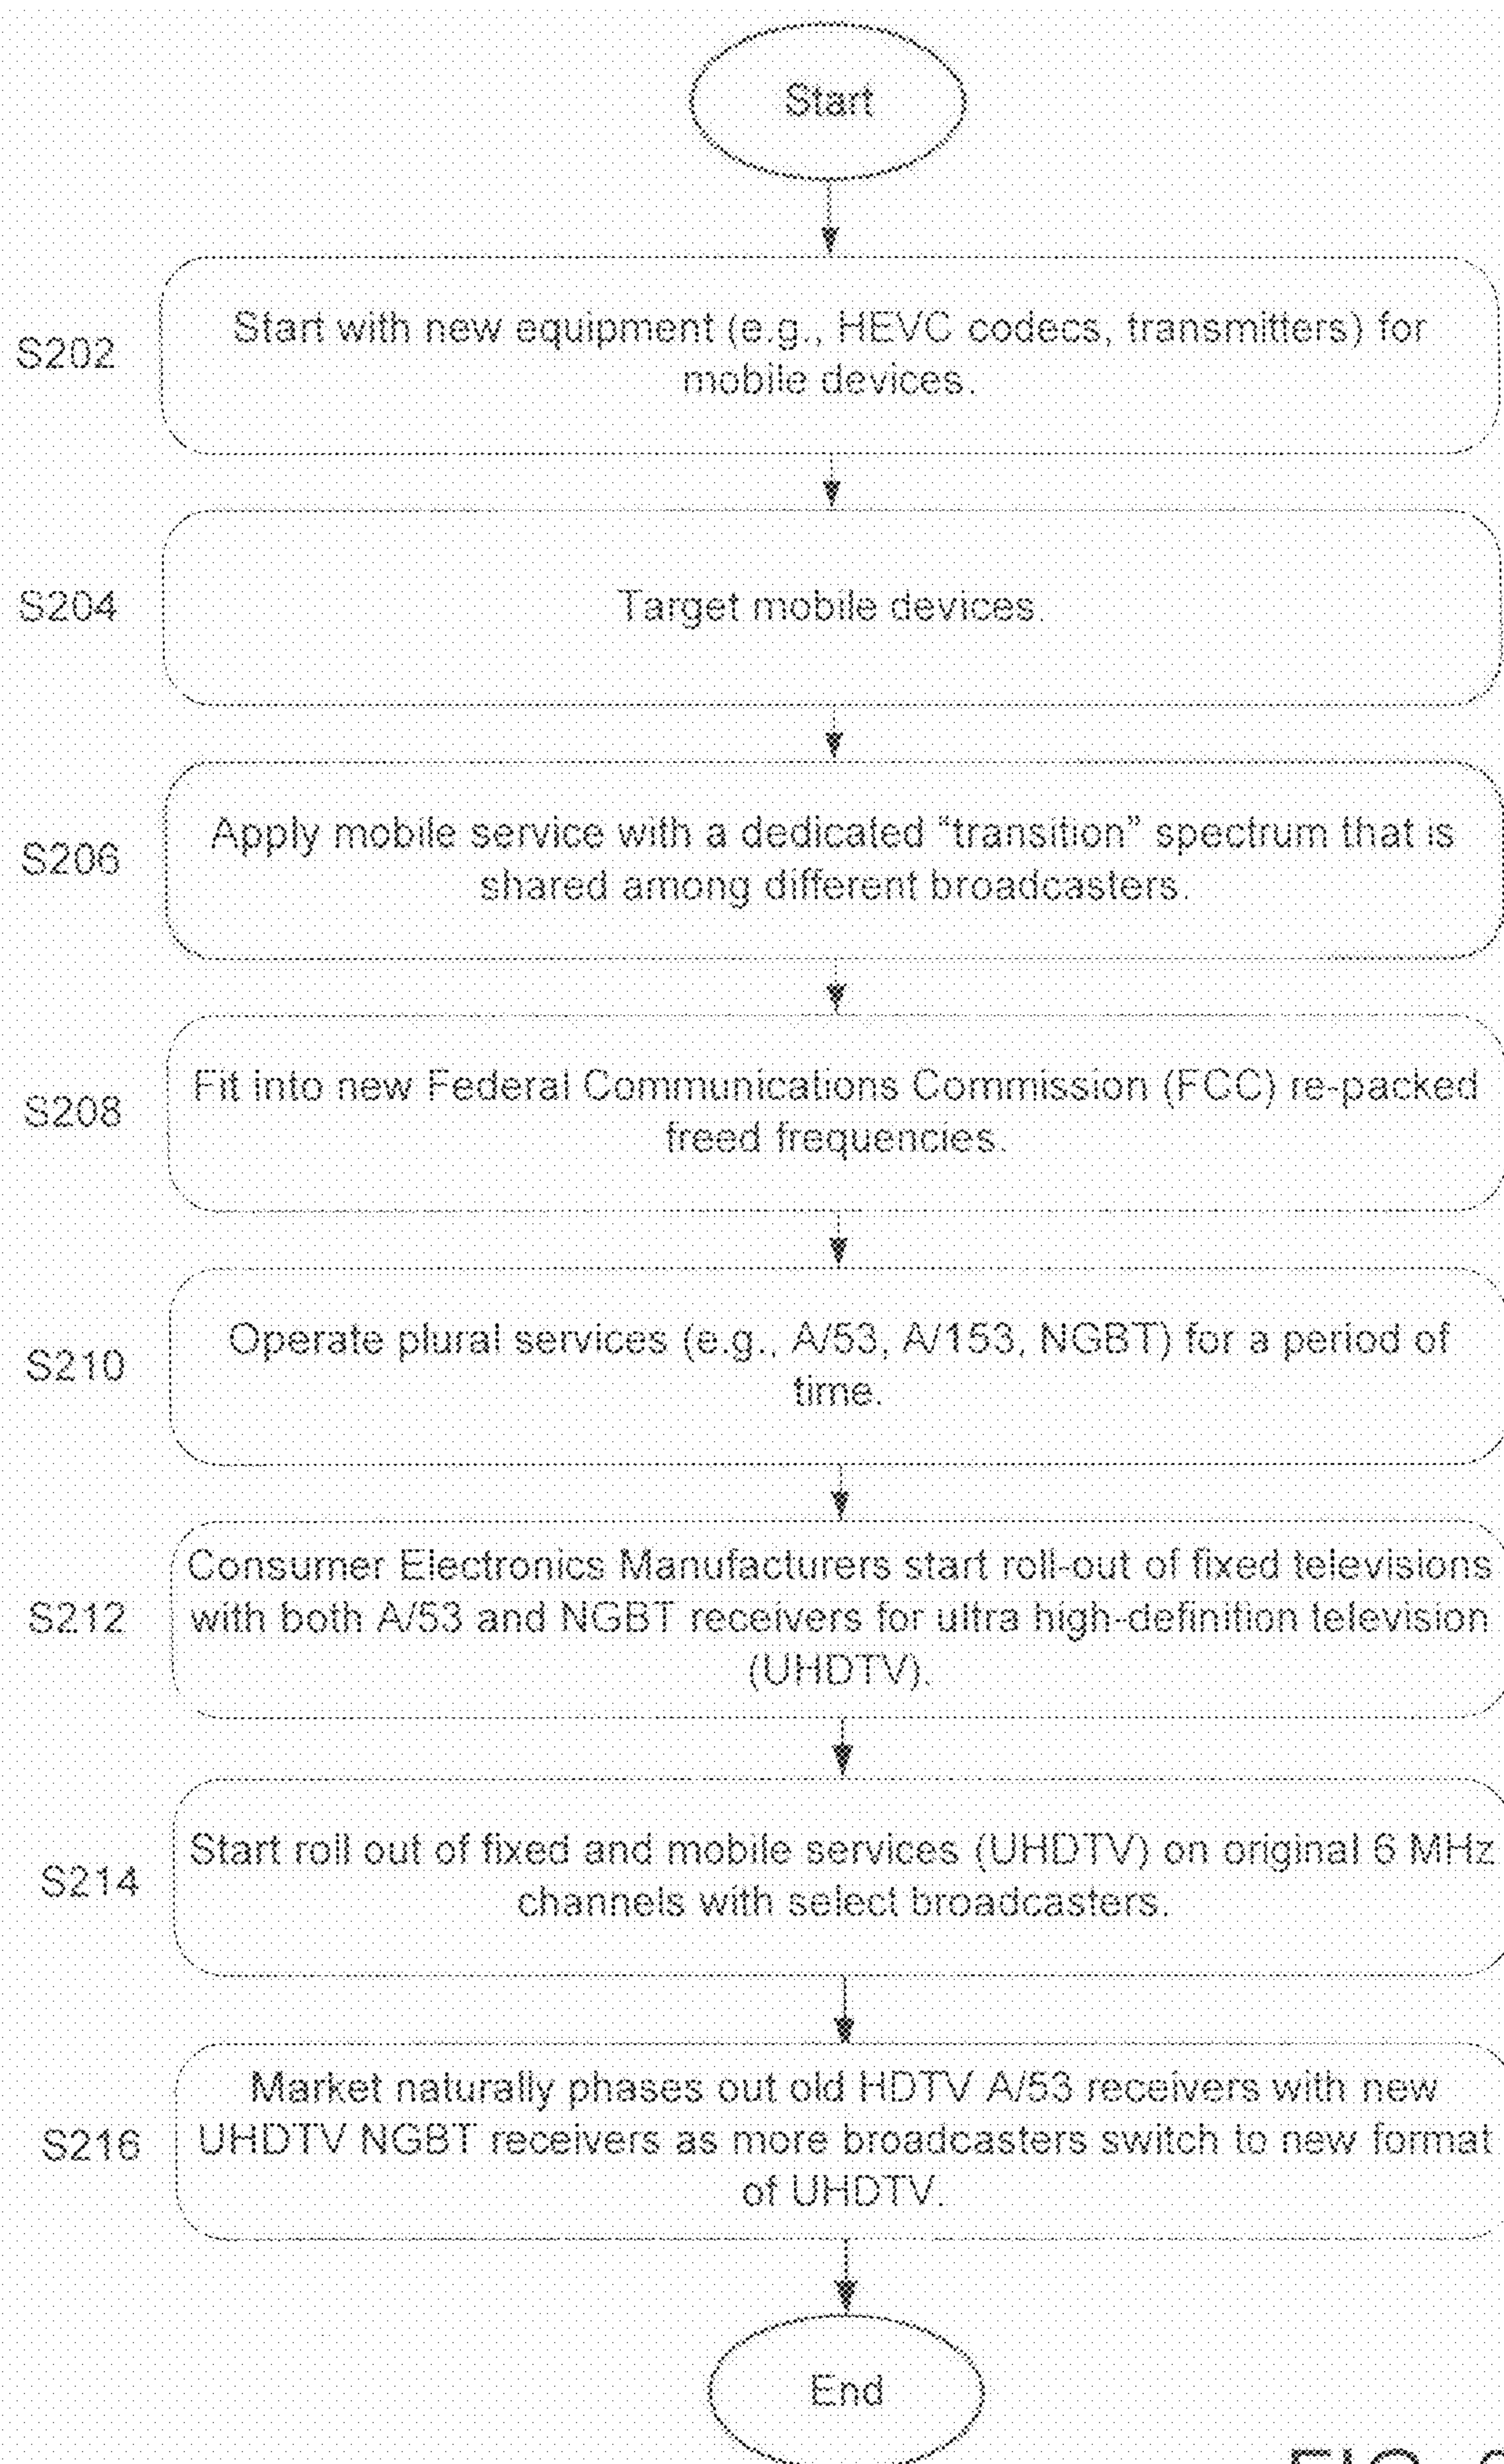 Start
S202
Start with new equipment (e.g., HEVC codecs, transmitters) for
mobile devices.
S204
Target mobile devices.
S206
Apply mobile service with a dedicated “transition” spectrum that is
shared among different broadcasters.
S208
Fit into new Federal Communications Commission (FCC) re-packed
freed frequencies.
S210
Operate plural services (e.g., A/53, A/153, NGBT) for a period of
time.
S212
Consumer Electronics Manufacturers start roll-out of fixed televisions
with both A/53 and NGBT receivers for ultra high-definition television
(UHDTV).
S214
Start roll out of fixed and mobile services (UHDTV) on original 6 MHz
channels with select broadcasters.
S216
Market naturally phases out old HDTV A/53 receivers with new
UHDTV NGBT receivers as more broadcasters switch to new format
of UHDTV.
End
FIG.